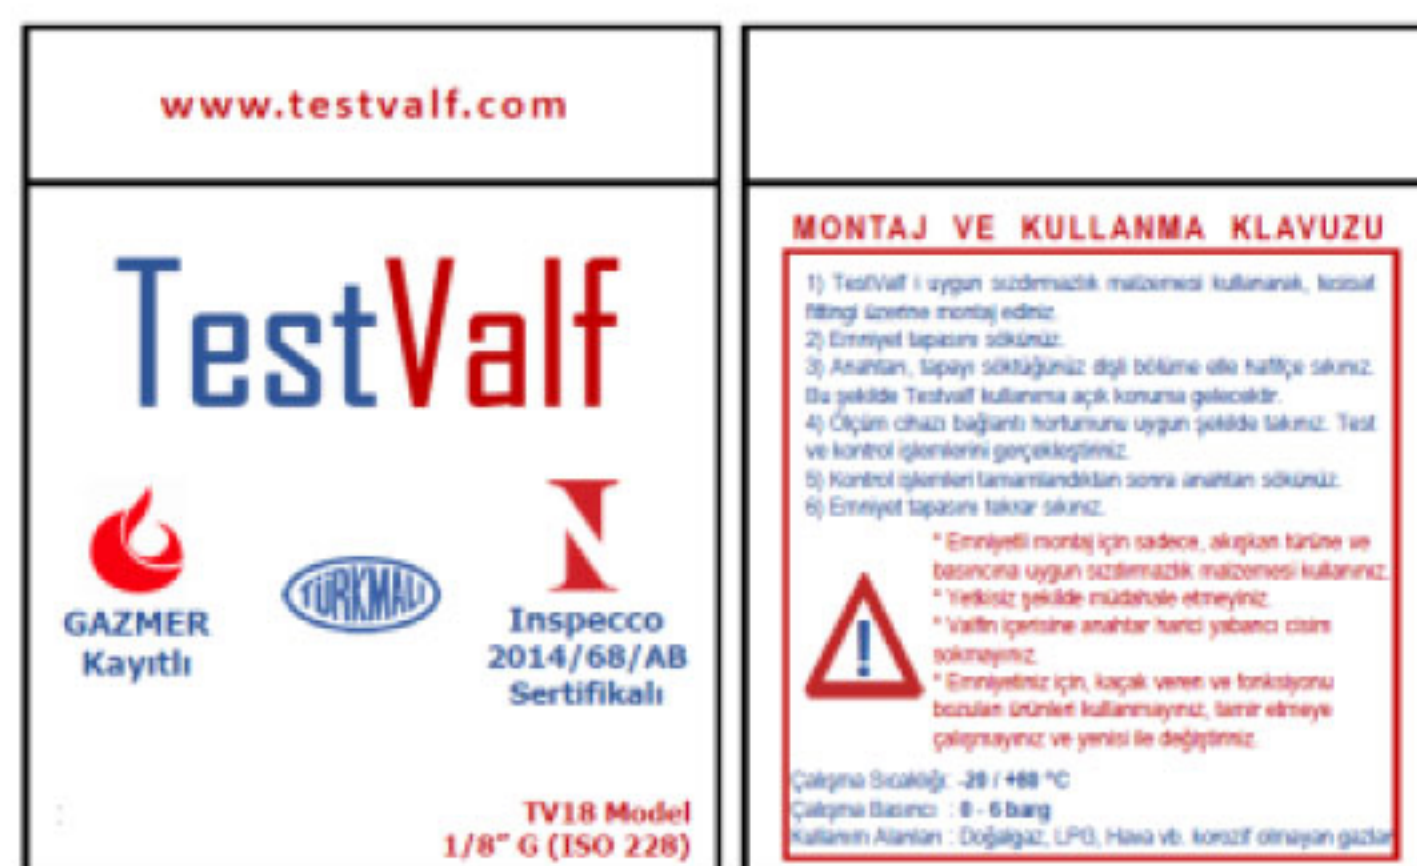 www.testvalf.com
TestValf
GAZMER
Kayıtlı
TÜRKMALI
Inspecco
2014/68/AB
Sertifikalı
TV18 Model
1/8” G (ISO 228)
MONTAJ VE KULLANMA KLAVUZU
1) TestValf i uygun sızdırmazlık malzemesi kullanarak, tesisat
fittingi üzerine montaj ediniz.
2) Emniyet tapasını sökünüz.
3) Anahtarı, tapayı söktüğünüz dişli bölüme elle hafifçe sıkınız.
Bu şekilde Testvalf kullanıma açık konuma gelecektir.
4) Ölçüm cihazı bağlantı hortumunu uygun şekilde takınız. Test
ve kontrol işlemlerini gerçekleştiriniz.
5) Kontrol işlemleri tamamlandıktan sonra anahtarı sökünüz.
6) Emniyet tapasını tekrar sıkınız.
* Emniyetli montaj için sadece, akışkan türüne ve
basıncına uygun sızdırmazlık malzemesi kullanınız.
* Yetkisiz şekilde müdahale etmeyiniz.
* Valfin içerisine anahtar harici yabancı cisim
sokmayınız.
* Emniyetiniz için, kaçak veren ve fonksiyonu
bozulan ürünleri kullanmayınız, tamir etmeye
çalışmayınız ve yenisi ile değiştiriniz.
Çalışma Sıcaklığı: -20 / +60 °C
Çalışma Basıncı : 0 - 6 barg
Kullanım Alanları : Doğalgaz, LPG, Hava vb. korozif olmayan gazlar